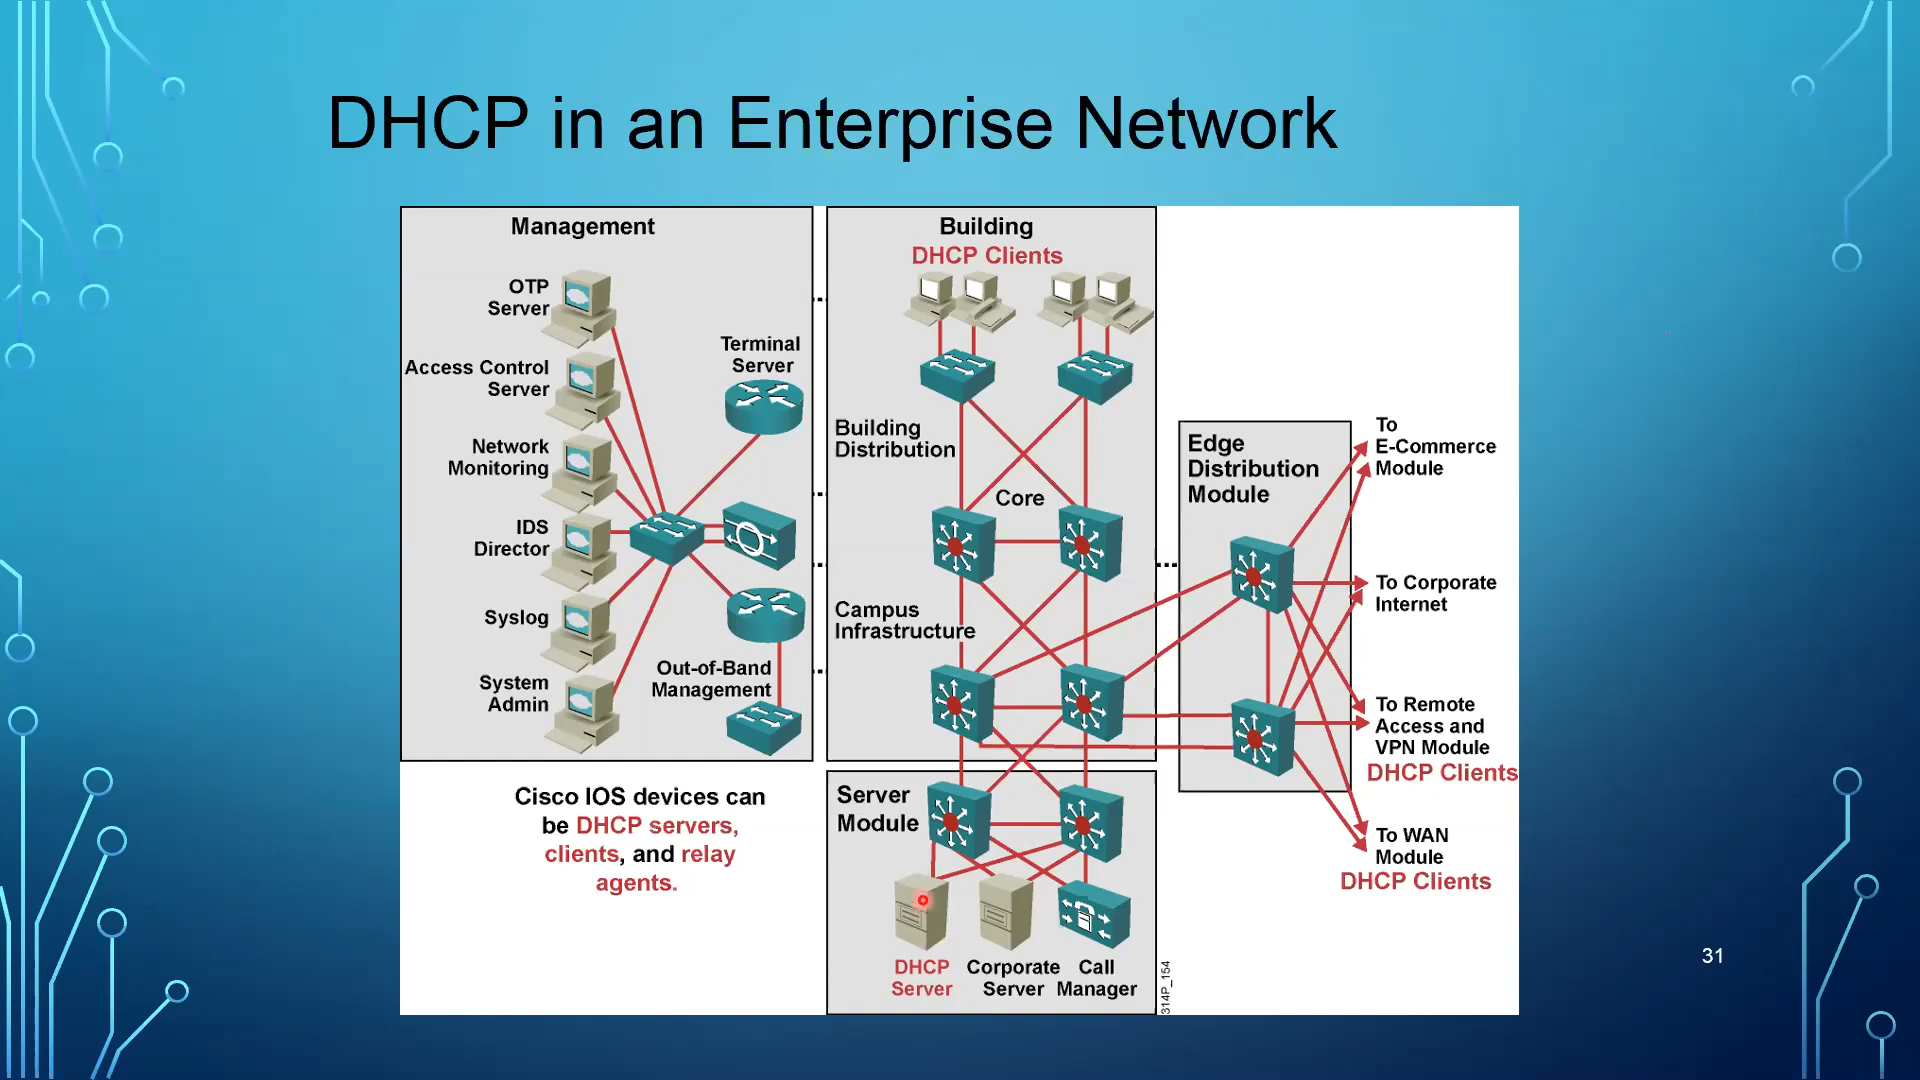 DHCP in an Enterprise Network
Management
OTP
Server
Access Control
Server
Network
Monitoring
IDS
Director
Syslog
System
Admin
Terminal
Server
Out-of-Band
Management
Building
DHCP Clients
Building
Distribution
Core
Campus
Infrastructure
Edge
Distribution
Module
To
E-Commerce
Module
To Corporate
Internet
To Remote
Access and
VPN Module
DHCP Clients
To WAN
Module
DHCP Clients
Cisco IOS devices can
be DHCP servers,
clients, and relay
agents.
Server
Module
DHCP
Server
Corporate
Server
Call
Manager
314P_154
31